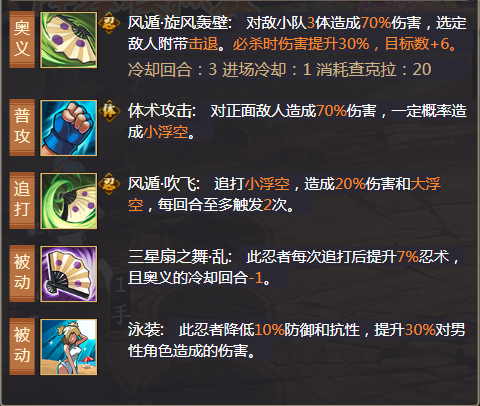 奥义
忍
风遁·旋风轰壁: 对敌小队3体造成70%伤害，选定
敌人附带击退。必杀时伤害提升30%，目标数+6。
冷却回合：3 进场冷却：1 消耗查克拉：20
普攻
体
体术攻击: 对正面敌人造成70%伤害，一定概率造
成小浮空。
追打
忍
风遁·吹飞: 追打小浮空，造成20%伤害和大浮
空，每回合至多触发2次。
被动
三星扇之舞·乱: 此忍者每次追打后提升7%忍术，
且奥义的冷却回合-1。
被动
泳装: 此忍者降低10%防御和抗性，提升30%对男
性角色造成的伤害。
1
手